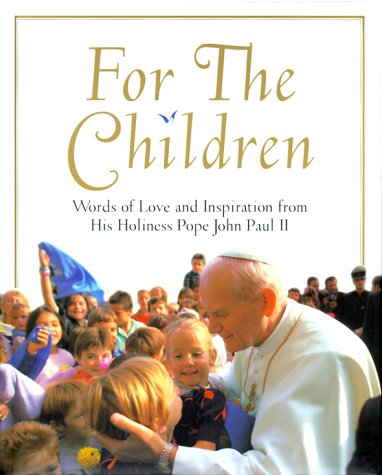 For The
Children
Words of Love and Inspiration from
His Holiness Pope John Paul II